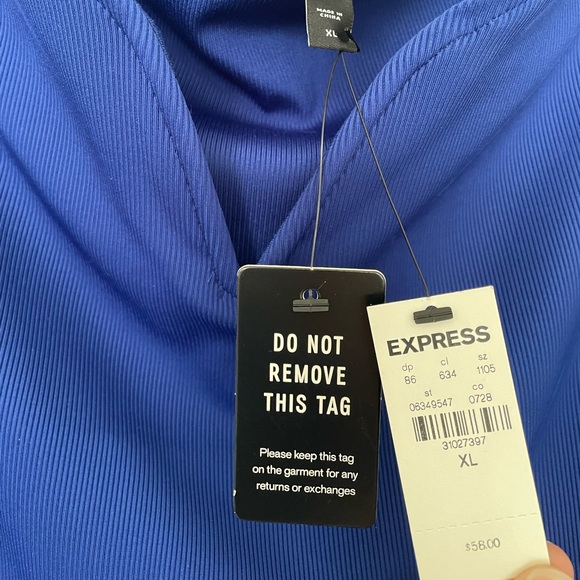 MADE IN
CHINA
XL
DO NOT
REMOVE
THIS TAG
Please keep this tag
on the garment for any
returns or exchanges
EXPRESS
dp cl sz
86 634 1105
st co
06349547 0728
31027397
XL
$58.00